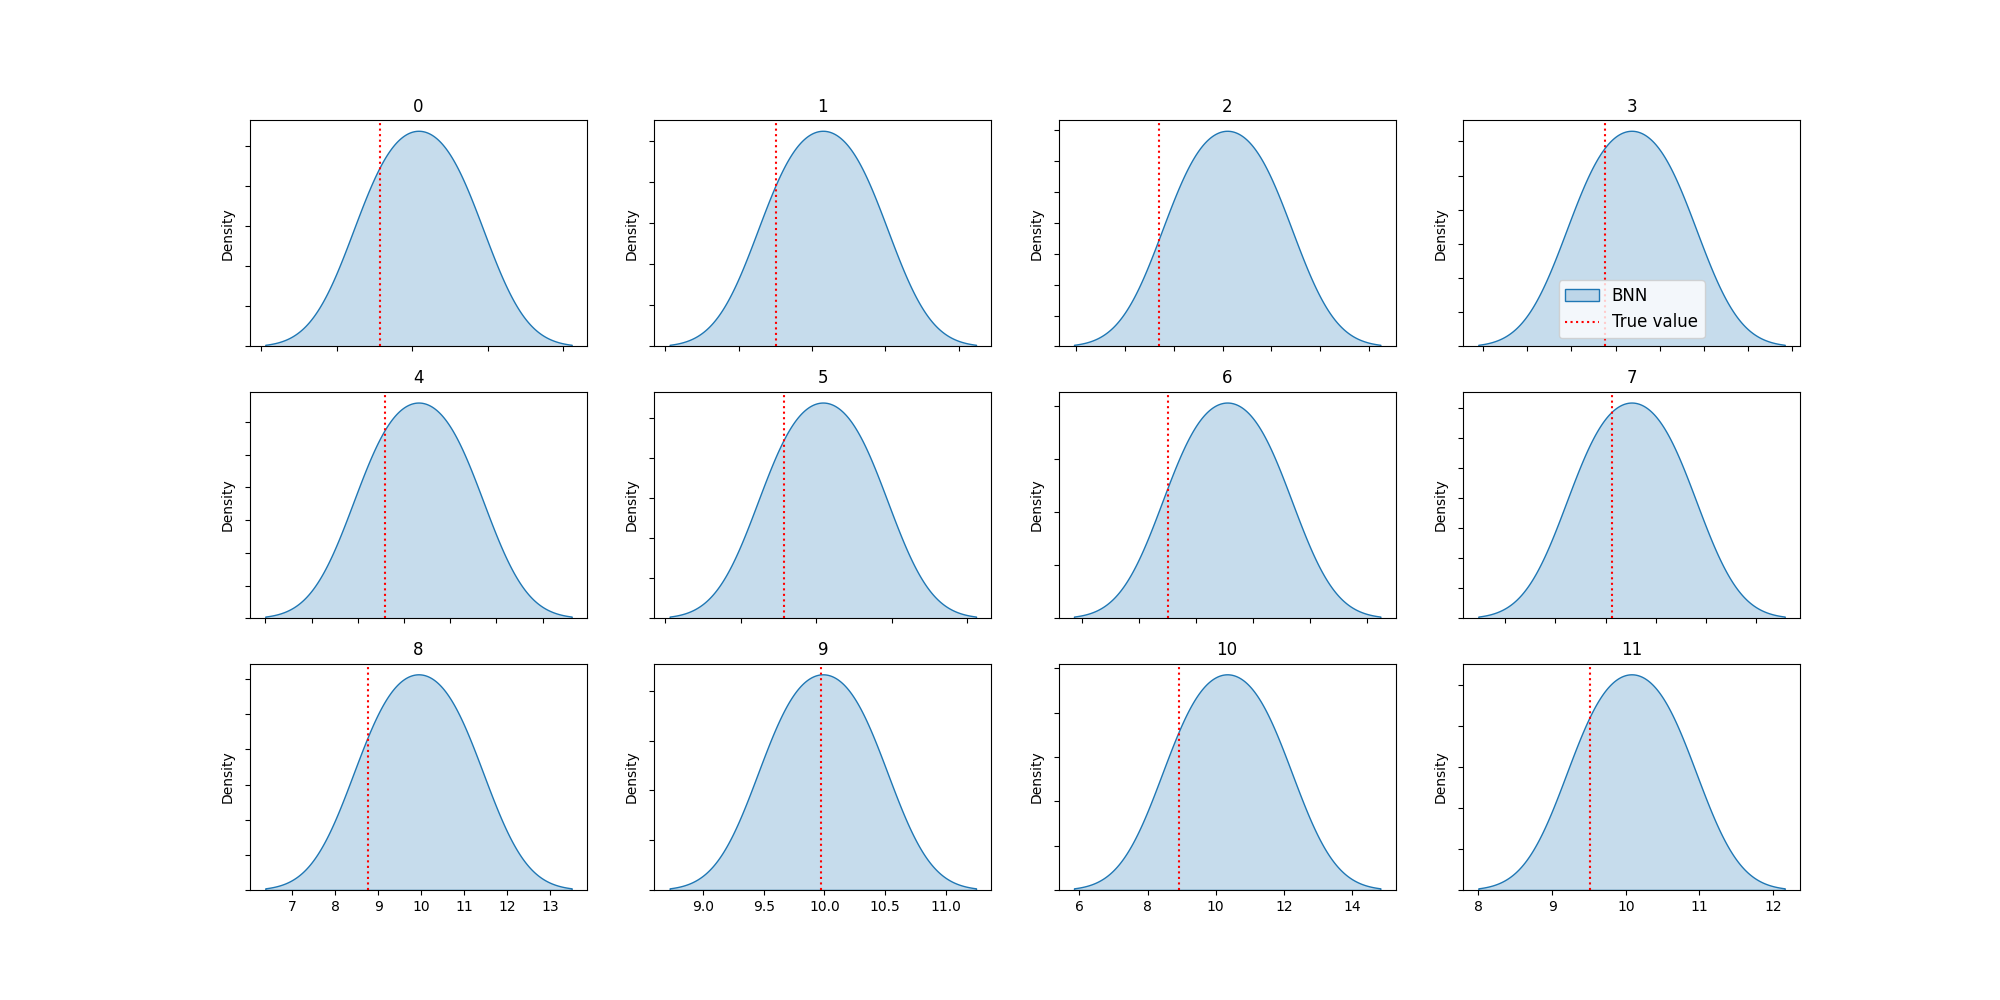 0
1
2
3
Density
Density
Density
Density
BNN
True value
4
5
6
7
Density
Density
Density
Density
8
9
10
11
Density
Density
Density
Density
7 8 9 10 11 12 13
9.0 9.5 10.0 10.5 11.0
6 8 10 12 14
8 9 10 11 12